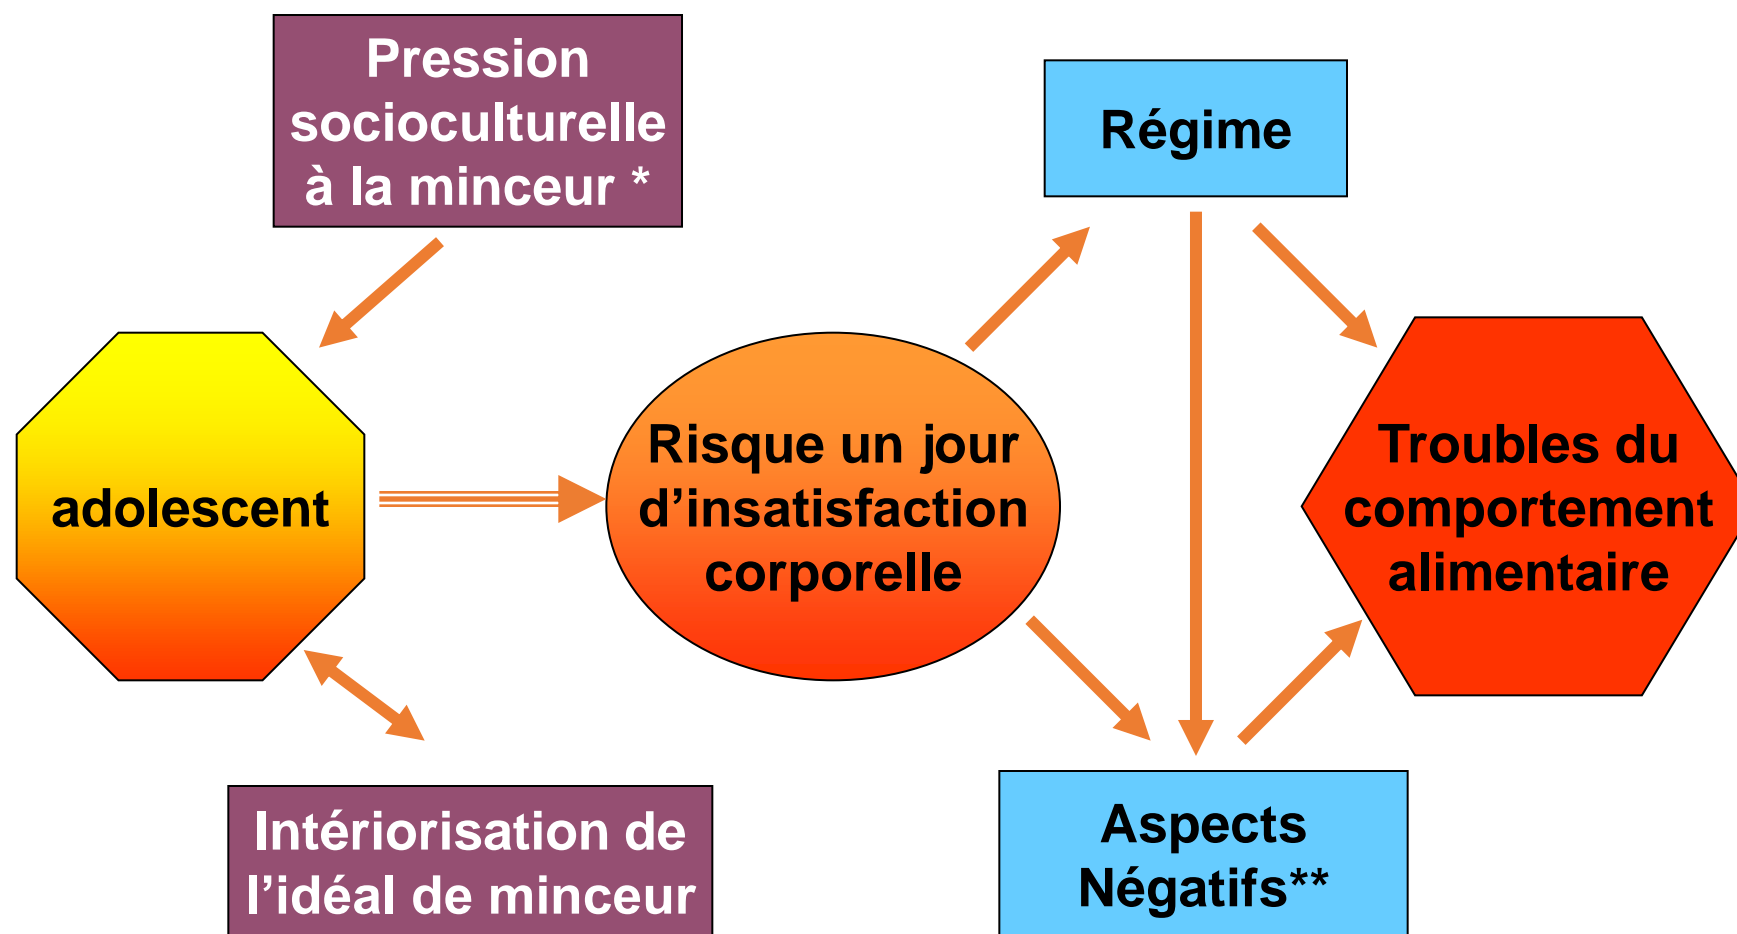 Pression
socioculturelle
à la minceur *
Régime
adolescent
Risque un jour
d’insatisfaction
corporelle
Troubles du
comportement
alimentaire
Intériorisation de
l’idéal de minceur
Aspects
Négatifs**